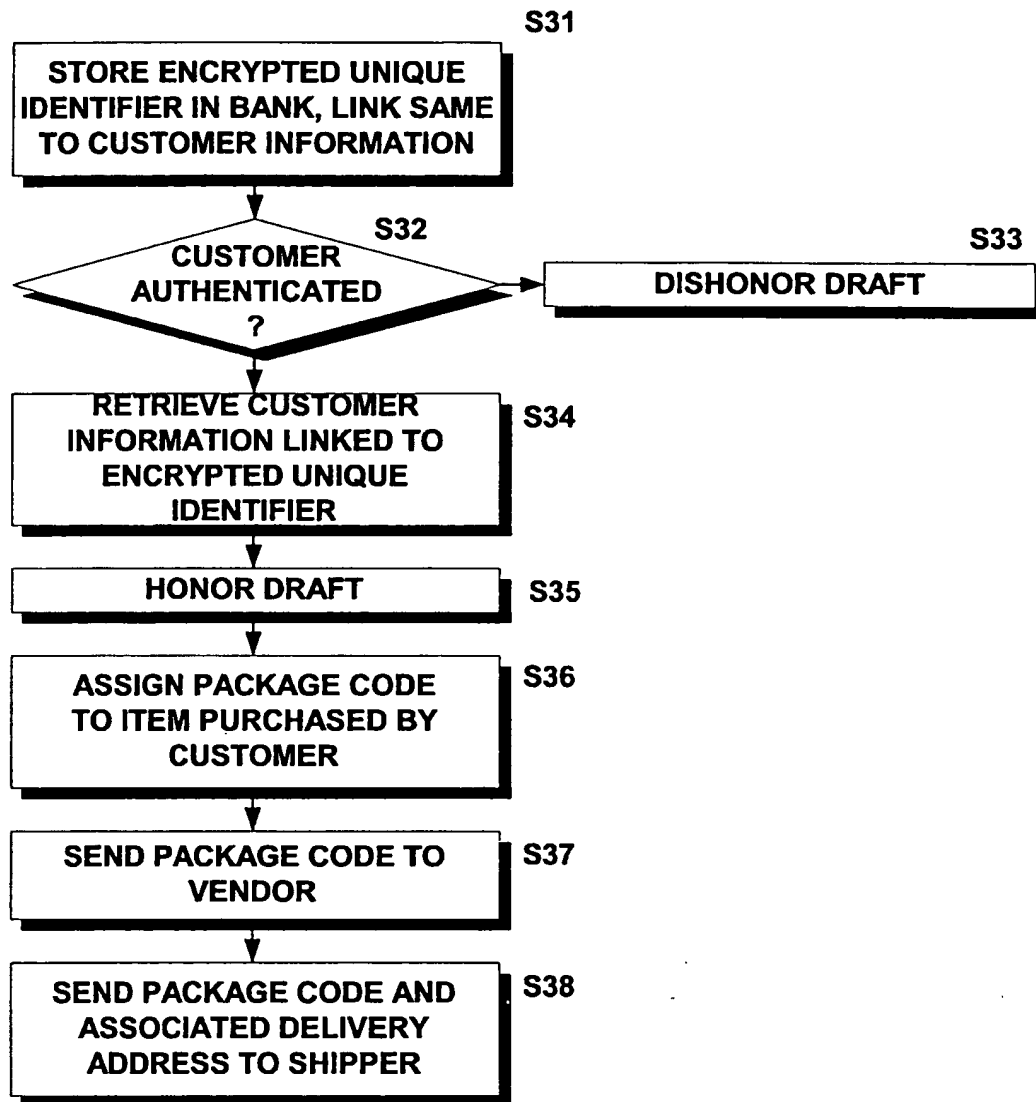 S31
STORE ENCRYPTED UNIQUE
IDENTIFIER IN BANK, LINK SAME
TO CUSTOMER INFORMATION
S32
CUSTOMER
AUTHENTICATED
?
S33
DISHONOR DRAFT
RETRIEVE CUSTOMER
INFORMATION LINKED TO
ENCRYPTED UNIQUE
IDENTIFIER
S34
HONOR DRAFT
S35
ASSIGN PACKAGE CODE
TO ITEM PURCHASED BY
CUSTOMER
S36
SEND PACKAGE CODE TO
VENDOR
S37
SEND PACKAGE CODE AND
ASSOCIATED DELIVERY
ADDRESS TO SHIPPER
S38